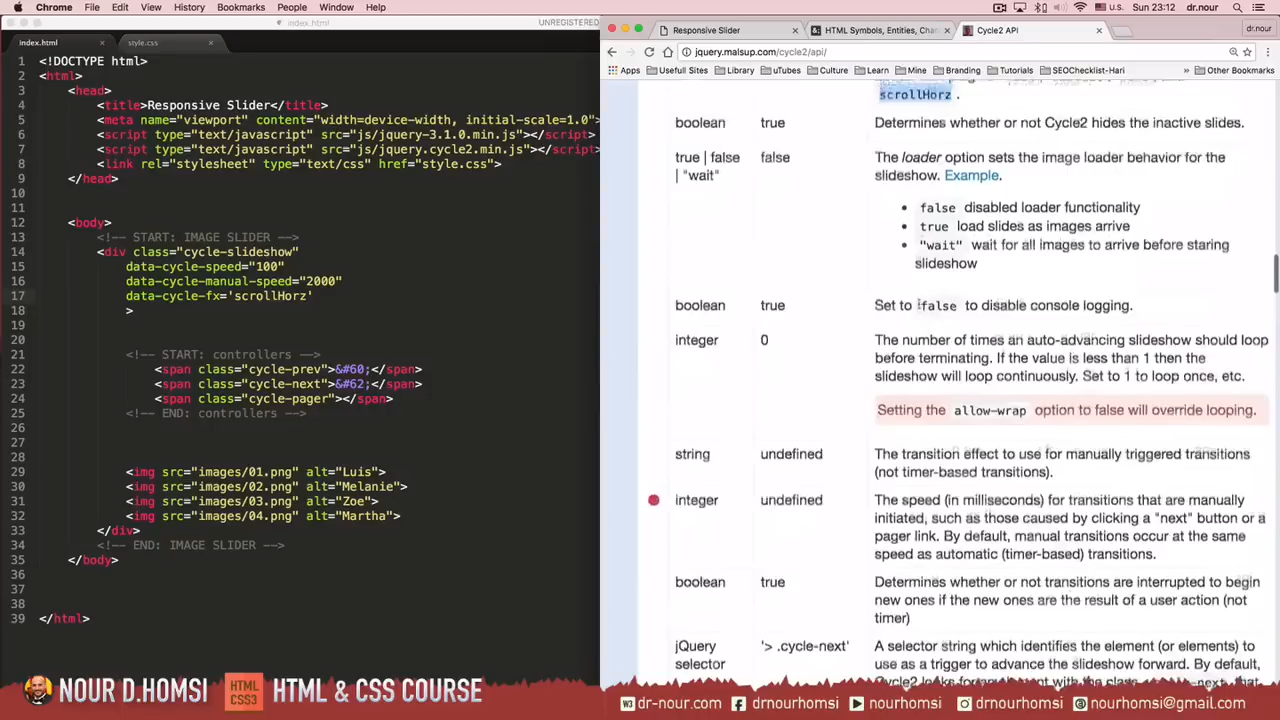 Chrome File Edit View History Bookmarks People Window Help
U.S. Sun 23:12 dr.nour
index.html
UNREGISTERED
index.html
style.css
1 <!DOCTYPE html>
2 <html>
3 <head>
4 <title>Responsive Slider</title>
5 <meta name="viewport" content="width=device-width, initial-scale=1.0">
6 <script type="text/javascript" src="js/jquery-3.1.0.min.js"></script>
7 <script type="text/javascript" src="js/jquery.cycle2.min.js"></script>
8 <link rel="stylesheet" type="text/css" href="style.css">
9 </head>
10
11
12 <body>
13 <!-- START: IMAGE SLIDER -->
14 <div class="cycle-slideshow"
15 data-cycle-speed="100"
16 data-cycle-manual-speed="2000"
17 data-cycle-fx='scrollHorz'
18 >
19
20
21 <!-- START: controllers -->
22 <span class="cycle-prev">&#60;</span>
23 <span class="cycle-next">&#62;</span>
24 <span class="cycle-pager"></span>
25 <!-- END: controllers -->
26
27
28
29 <img src="images/01.png" alt="Luis">
30 <img src="images/02.png" alt="Melanie">
31 <img src="images/03.png" alt="Zoe">
32 <img src="images/04.png" alt="Martha">
33 </div>
34 <!-- END: IMAGE SLIDER -->
35 </body>
36
37
38
39 </html>
Responsive Slider
HTML Symbols, Entities, Cha
Cycle2 API
dr.nour
jquery.malsup.com/cycle2/api/
Apps Usefull Sites Library uTubes Culture Learn Mine Branding Tutorials SEOChecklist-Hari » Other Bookmarks
scrollHorz .
boolean true Determines whether or not Cycle2 hides the inactive slides.
true | false false The loader option sets the image loader behavior for the
| "wait" slideshow. Example.
• false disabled loader functionality
• true load slides as images arrive
• "wait" wait for all images to arrive before staring
slideshow
boolean true Set to false to disable console logging.
integer 0 The number of times an auto-advancing slideshow should loop
before terminating. If the value is less than 1 then the
slideshow will loop continuously. Set to 1 to loop once, etc.
Setting the allow-wrap option to false will override looping.
string undefined The transition effect to use for manually triggered transitions
(not timer-based transitions).
integer undefined The speed (in milliseconds) for transitions that are manually
initiated, such as those caused by clicking a "next" button or a
pager link. By default, manual transitions occur at the same
speed as automatic (timer-based) transitions.
boolean true Determines whether or not transitions are interrupted to begin
new ones if the new ones are the result of a user action (not
timer)
jQuery '> .cycle-next' A selector string which identifies the element (or elements) to
selector use as a trigger to advance the slideshow forward. By default,
NOUR D.HOMSI
HTML CSS3
HTML & CSS COURSE
dr-nour.com drnourhomsi nourhomsi drnourhomsi nourhomsi@gmail.com